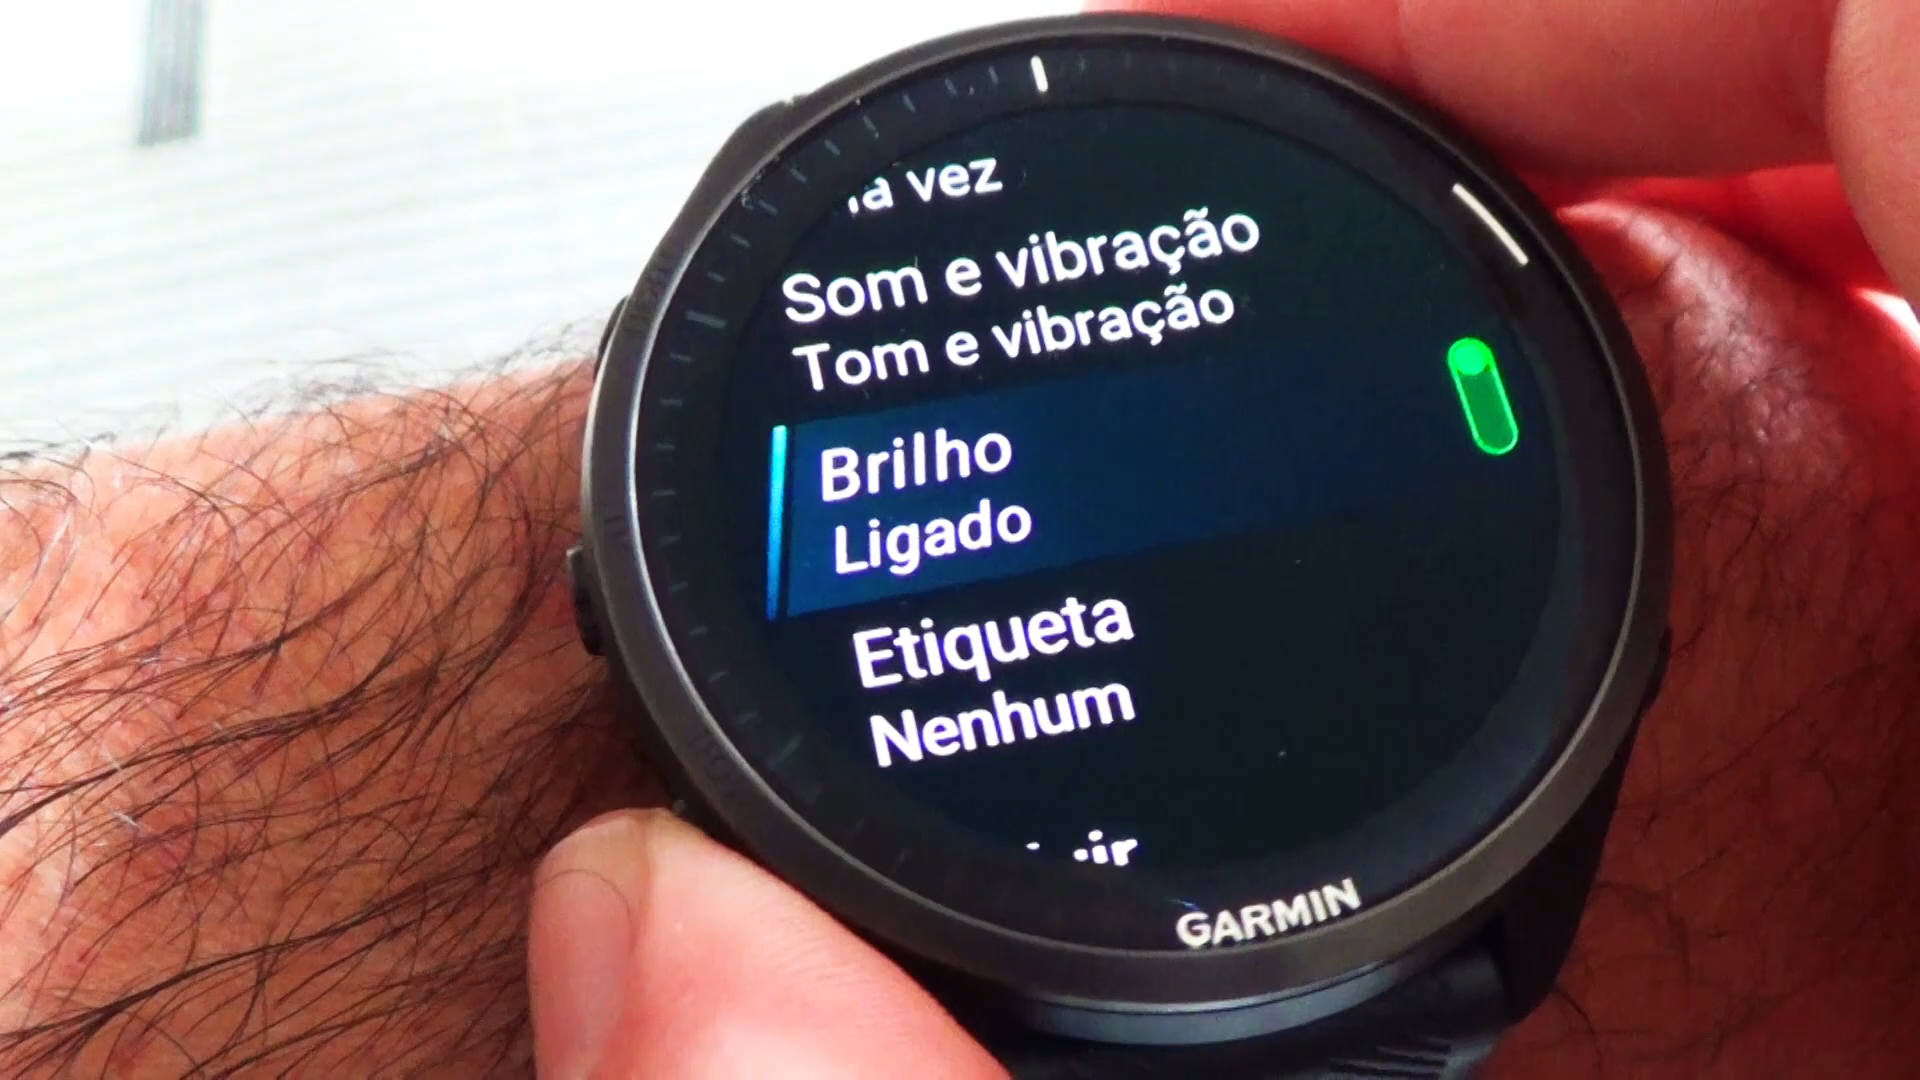 vez
Som e vibração
Tom e vibração
Brilho
Ligado
Etiqueta
Nenhum
GARMIN